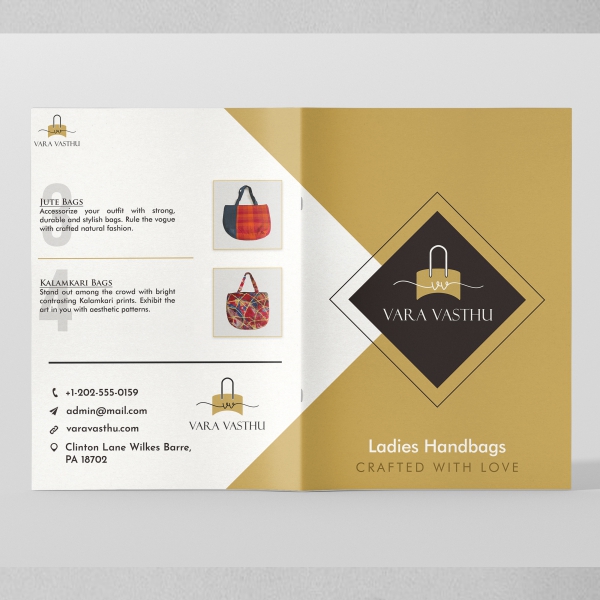 VARA VASTHU
3
Jute Bags
Accessorize your outfit with strong,
durable and stylish bags. Rule the vogue
with crafted natural fashion.
4
Kalamkari Bags
Stand out among the crowd with bright
contrasting Kalamkari prints. Exhibit the
art in you with aesthetic patterns.
+1-202-555-0159
admin@mail.com
varavasthu.com
Clinton Lane Wilkes Barre,
PA 18702
VARA VASTHU
VARA VASTHU
Ladies Handbags
CRAFTED WITH LOVE